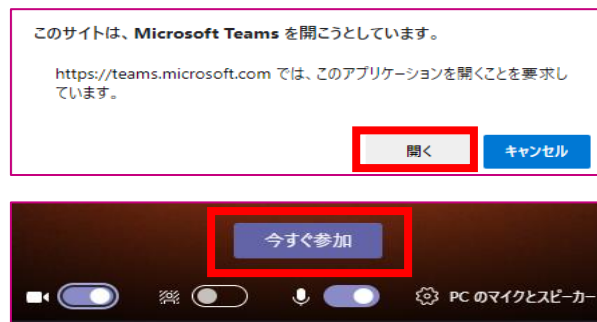 このサイトは、Microsoft Teams を開こうとしています。
https://teams.microsoft.com では、このアプリケーションを開くことを要求し
ています。
開く キャンセル
今すぐ参加
PC のマイクとスピーカー